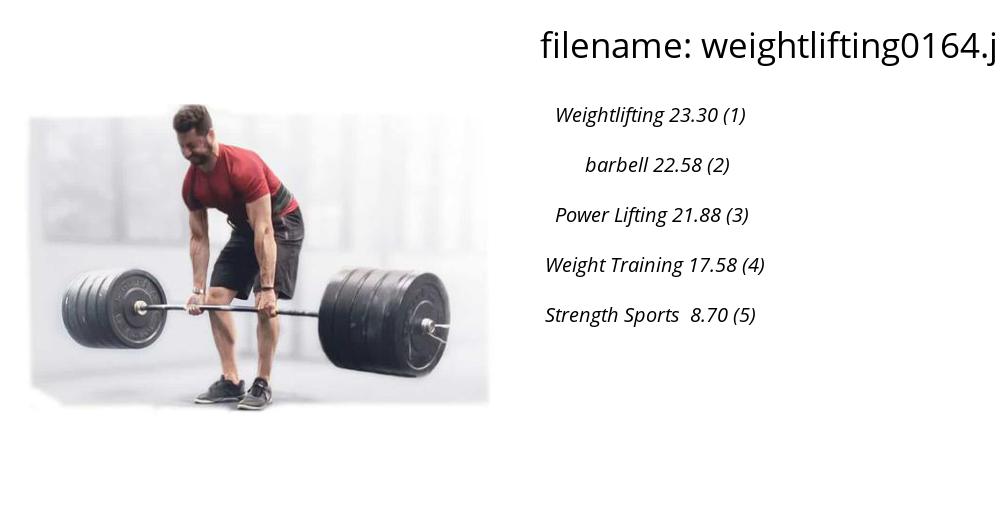 filename: weightlifting0164.j
Weightlifting 23.30 (1)
barbell 22.58 (2)
Power Lifting 21.88 (3)
Weight Training 17.58 (4)
Strength Sports 8.70 (5)